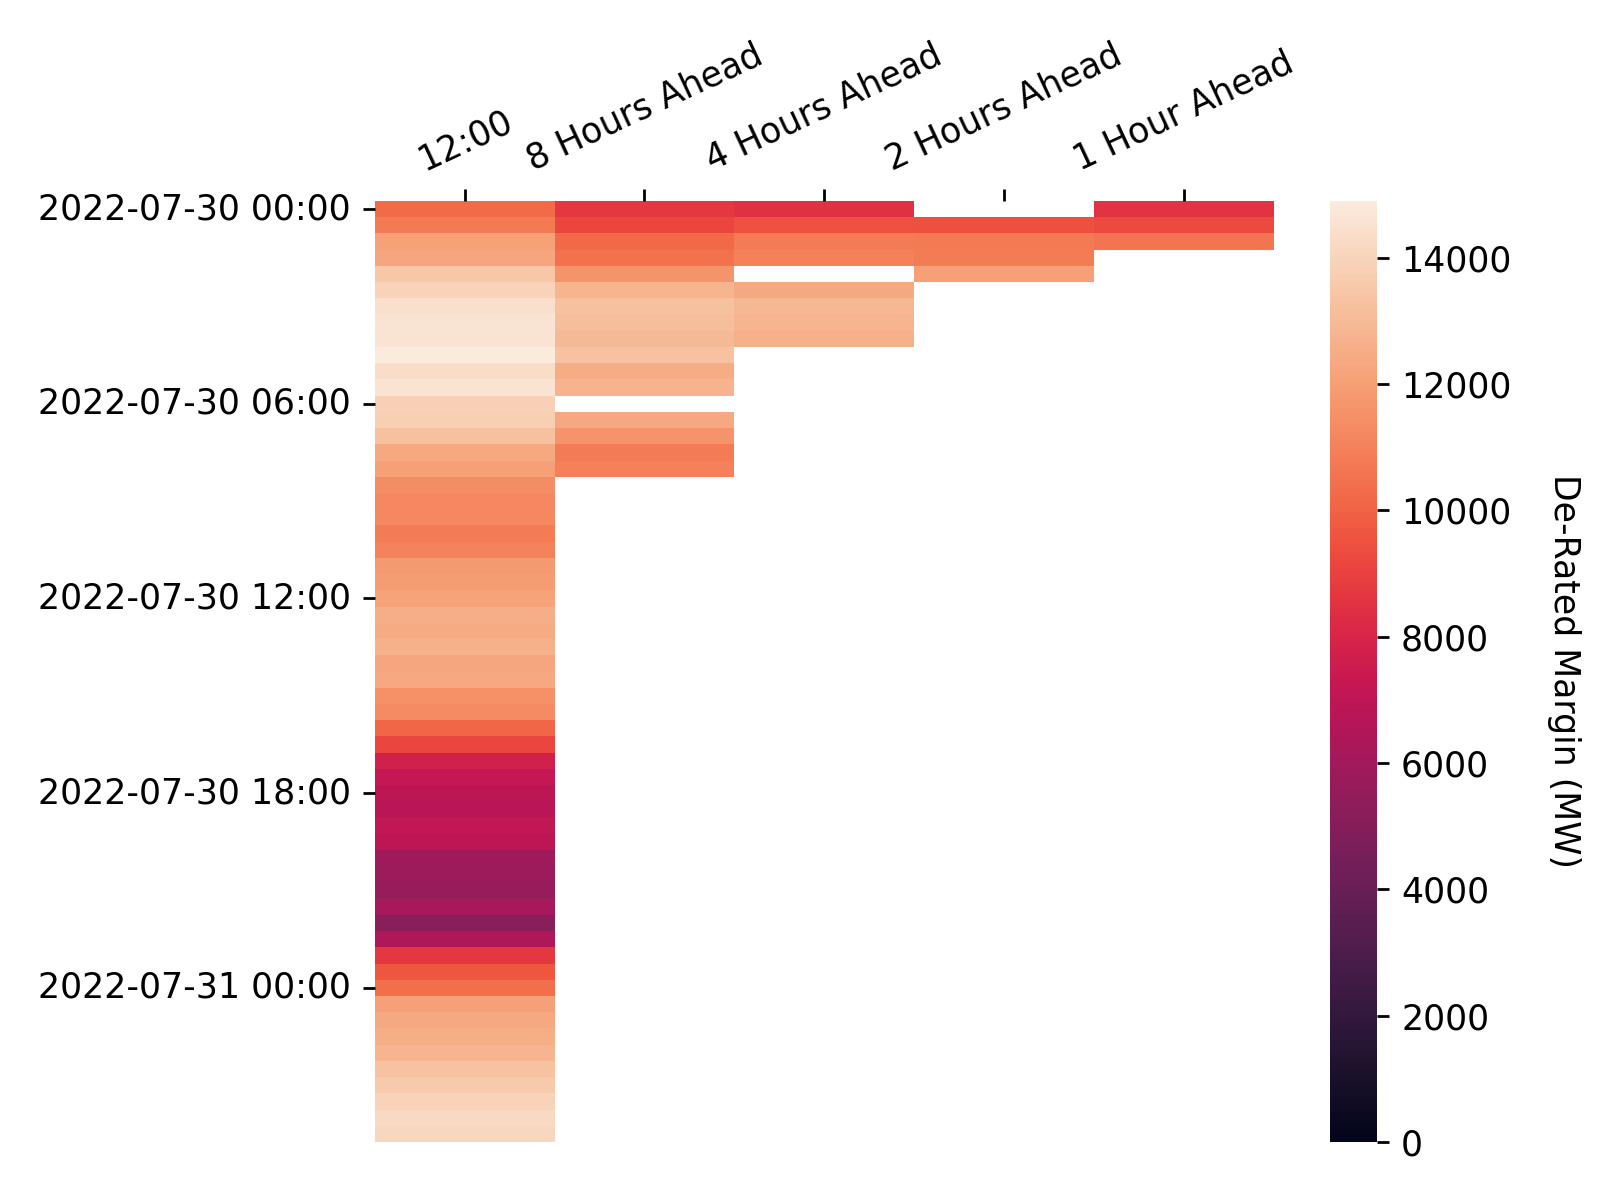 12:00
8 Hours Ahead
4 Hours Ahead
2 Hours Ahead
1 Hour Ahead
2022-07-30 00:00
2022-07-30 06:00
2022-07-30 12:00
2022-07-30 18:00
2022-07-31 00:00
14000
12000
10000
8000
6000
4000
2000
0
De-Rated Margin (MW)